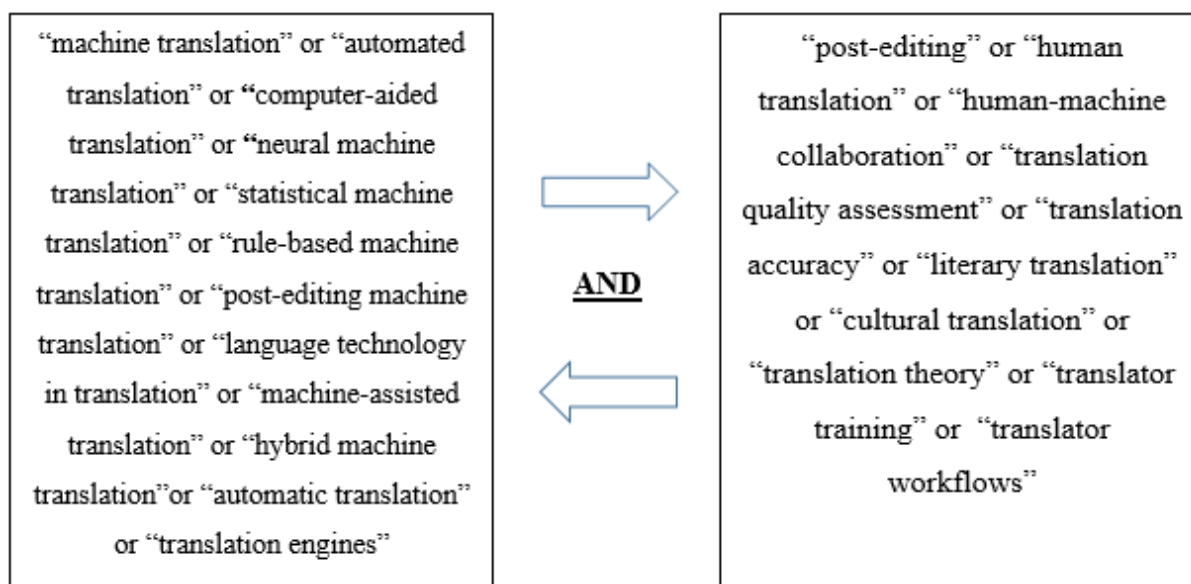 “machine translation” or “automated
translation” or “computer-aided
translation” or “neural machine
translation” or “statistical machine
translation” or “rule-based machine
translation” or “post-editing machine
translation” or “language technology
in translation” or “machine-assisted
translation” or “hybrid machine
translation”or “automatic translation”
or “translation engines”
AND
“post-editing” or “human
translation” or “human-machine
collaboration” or “translation
quality assessment” or “translation
accuracy” or “literary translation”
or “cultural translation” or
“translation theory” or “translator
training” or “translator
workflows”